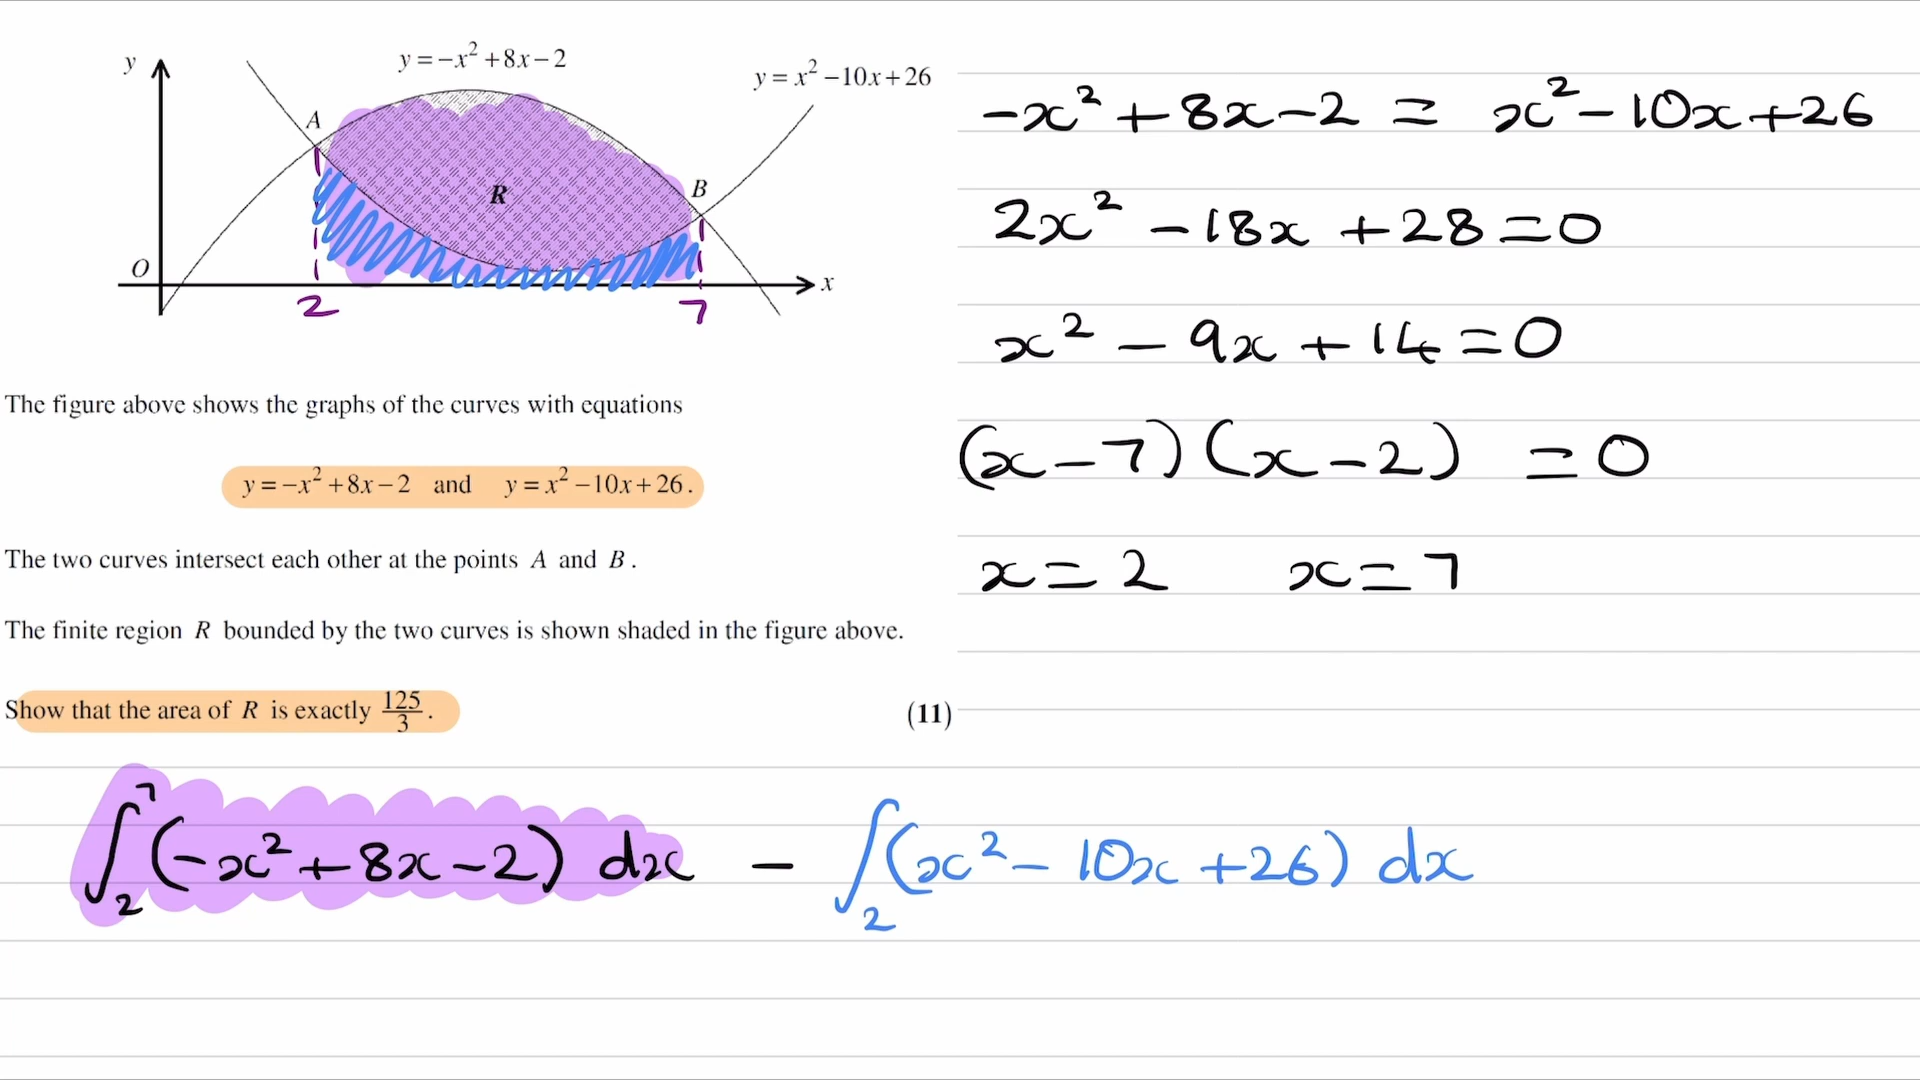 y = −x² + 8x − 2
y = x² − 10x + 26
y
A
R
B
O
x
2
7
The figure above shows the graphs of the curves with equations
y = −x² + 8x − 2 and y = x² − 10x + 26.
The two curves intersect each other at the points A and B.
The finite region R bounded by the two curves is shown shaded in the figure above.
Show that the area of R is exactly 125/3.
(11)
−x² + 8x − 2 = x² − 10x + 26
2x² − 18x + 28 = 0
x² − 9x + 14 = 0
(x − 7)(x − 2) = 0
x = 2 x = 7
∫₂⁷ (−x² + 8x − 2) dx − ∫₂ (x² − 10x + 26) dx